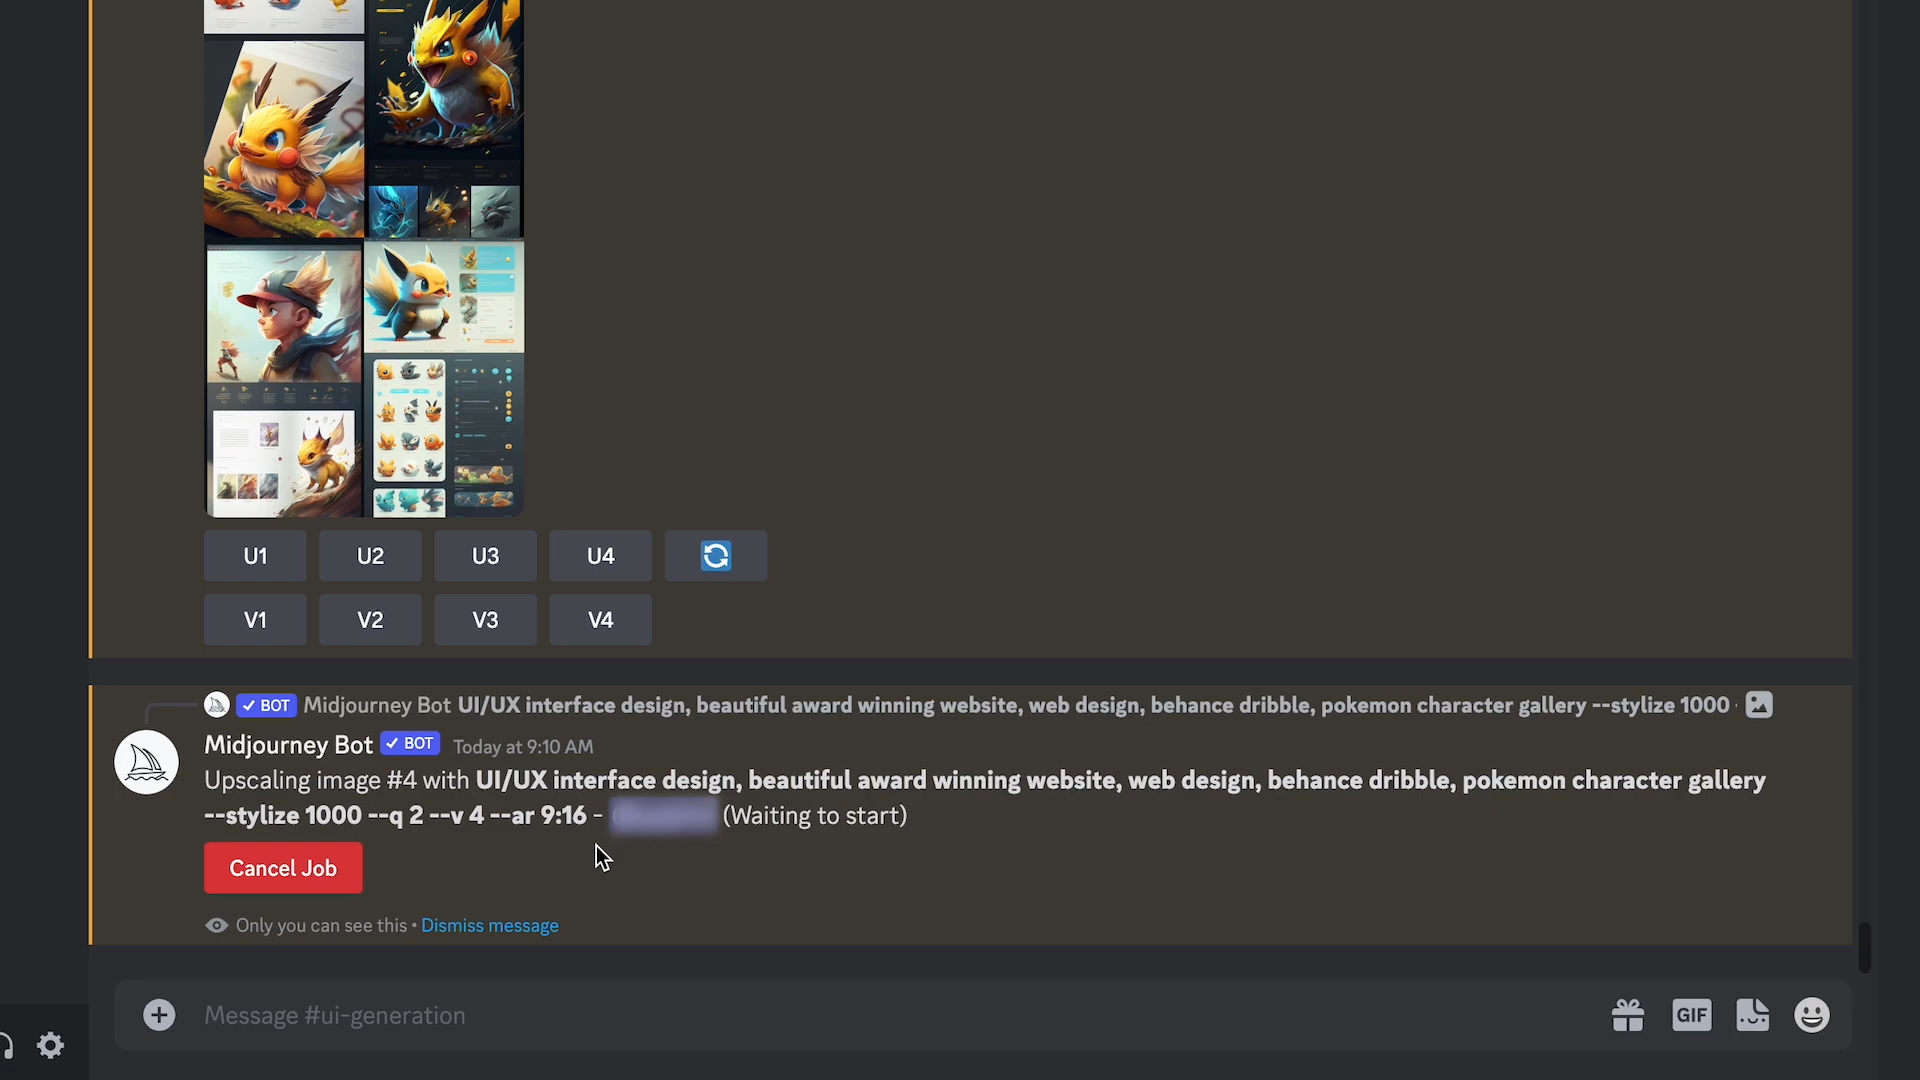 U1 U2 U3 U4
V1 V2 V3 V4
BOT Midjourney Bot UI/UX interface design, beautiful award winning website, web design, behance dribble, pokemon character gallery --stylize 1000
Midjourney Bot BOT Today at 9:10 AM
Upscaling image #4 with UI/UX interface design, beautiful award winning website, web design, behance dribble, pokemon character gallery
--stylize 1000 --q 2 --v 4 --ar 9:16 - (Waiting to start)
Cancel Job
Only you can see this • Dismiss message
Message #ui-generation
GIF